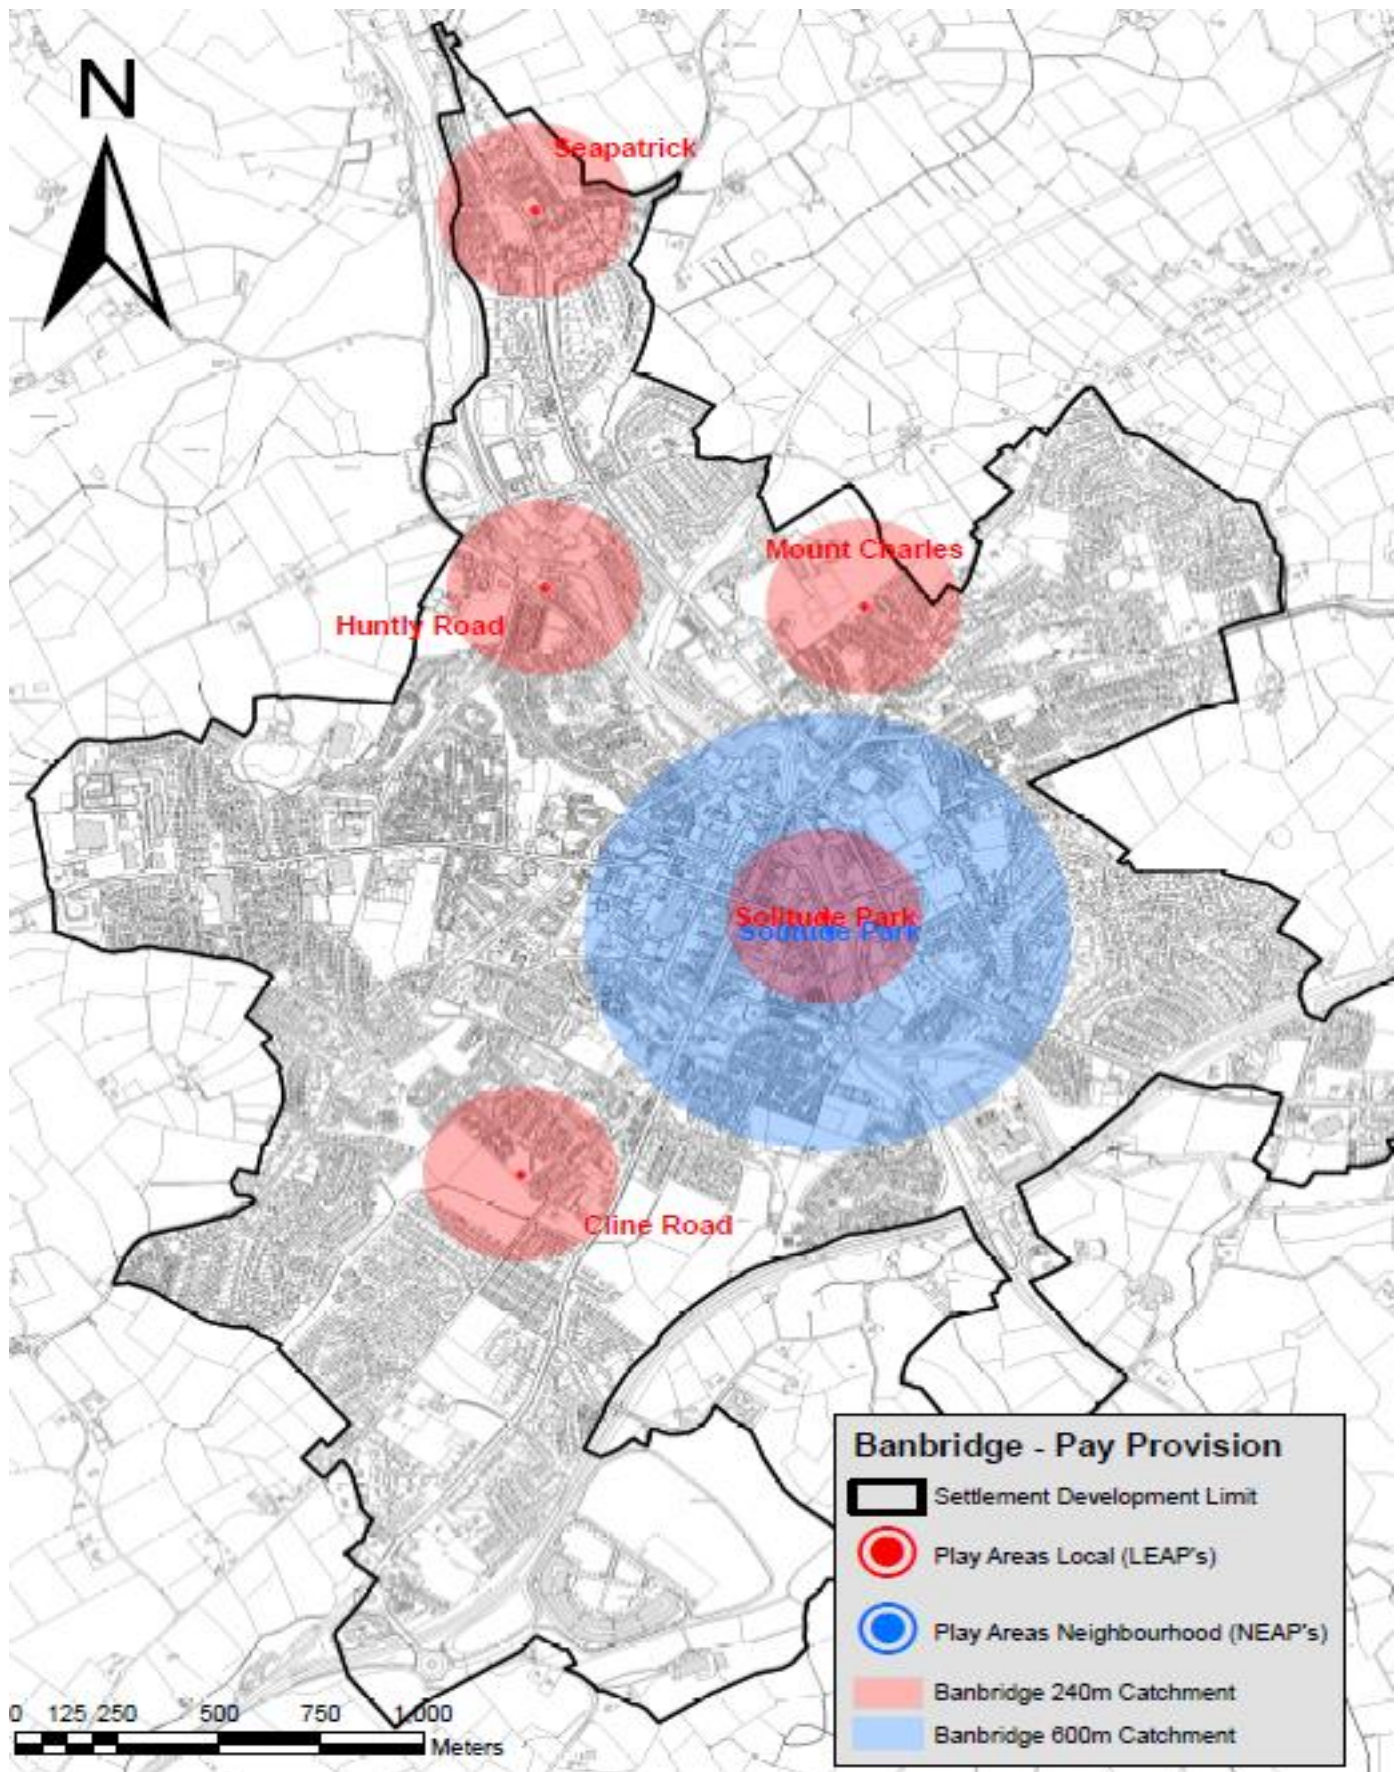 N
Seapatrick
Mount Charles
Huntly Road
Solitude Park
Solitude Park
Cline Road
Banbridge - Pay Provision
Settlement Development Limit
Play Areas Local (LEAP's)
Play Areas Neighbourhood (NEAP's)
Banbridge 240m Catchment
Banbridge 600m Catchment
0 125 250 500 750 1,000
Meters